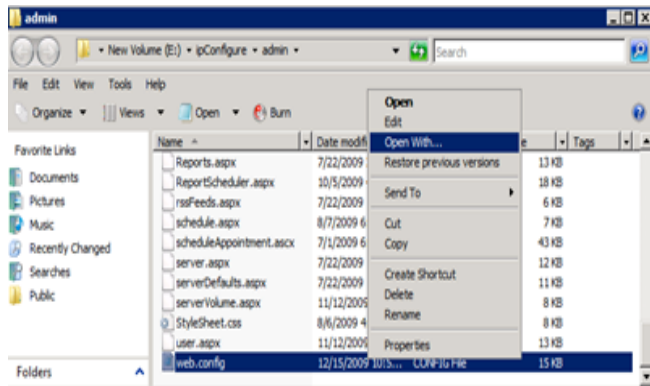 admin
New Volume (E:) ipConfigure admin
Search
File Edit View Tools Help
Organize Views Open Burn
Favorite Links
Documents
Pictures
Music
Recently Changed
Searches
Public
Folders
Name Date modifi e Tags
Reports.aspx 7/22/2009 13 KB
ReportScheduler.aspx 10/5/2009 18 KB
rssFeeds.aspx 7/22/2009 6 KB
schedule.aspx 8/7/2009 6 7 KB
scheduleAppointment.ascx 7/1/2009 6 43 KB
server.aspx 7/22/2009 12 KB
serverDefaults.aspx 7/22/2009 11 KB
serverVolume.aspx 11/12/2009 8 KB
StyleSheet.css 8/6/2009 4 8 KB
user.aspx 11/12/2009 13 KB
web.config 12/15/2009 10:5... CONFIG File 15 KB
Open
Edit
Open With...
Restore previous versions
Send To
Cut
Copy
Create Shortcut
Delete
Rename
Properties